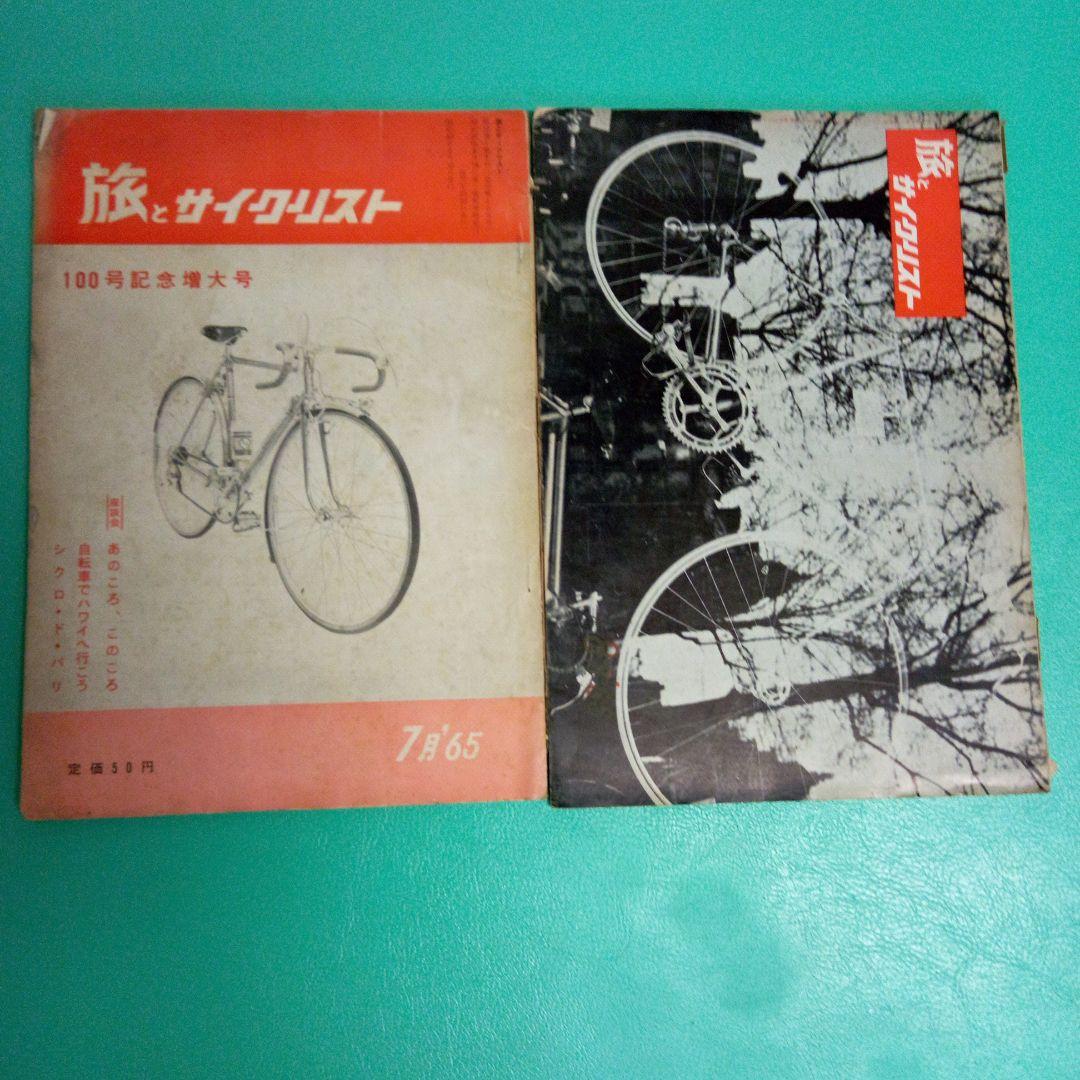 旅とサイクリスト
100号記念増大号
座談会 あのころ、このころ
自転車でハワイへ行こう
シクロ・ド・パリ
7月'65
定価50円
旅とサイクリスト